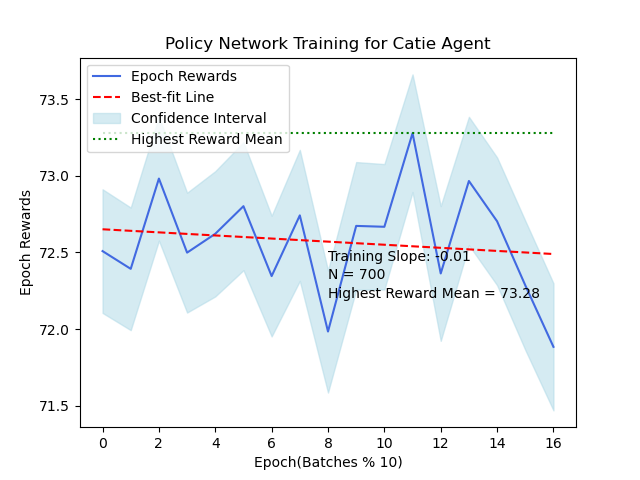 Policy Network Training for Catie Agent
Epoch Rewards
Best-fit Line
Confidence Interval
Highest Reward Mean
73.5
73.0
72.5
72.0
71.5
Epoch Rewards
Training Slope: -0.01
N = 700
Highest Reward Mean = 73.28
0 2 4 6 8 10 12 14 16
Epoch(Batches % 10)